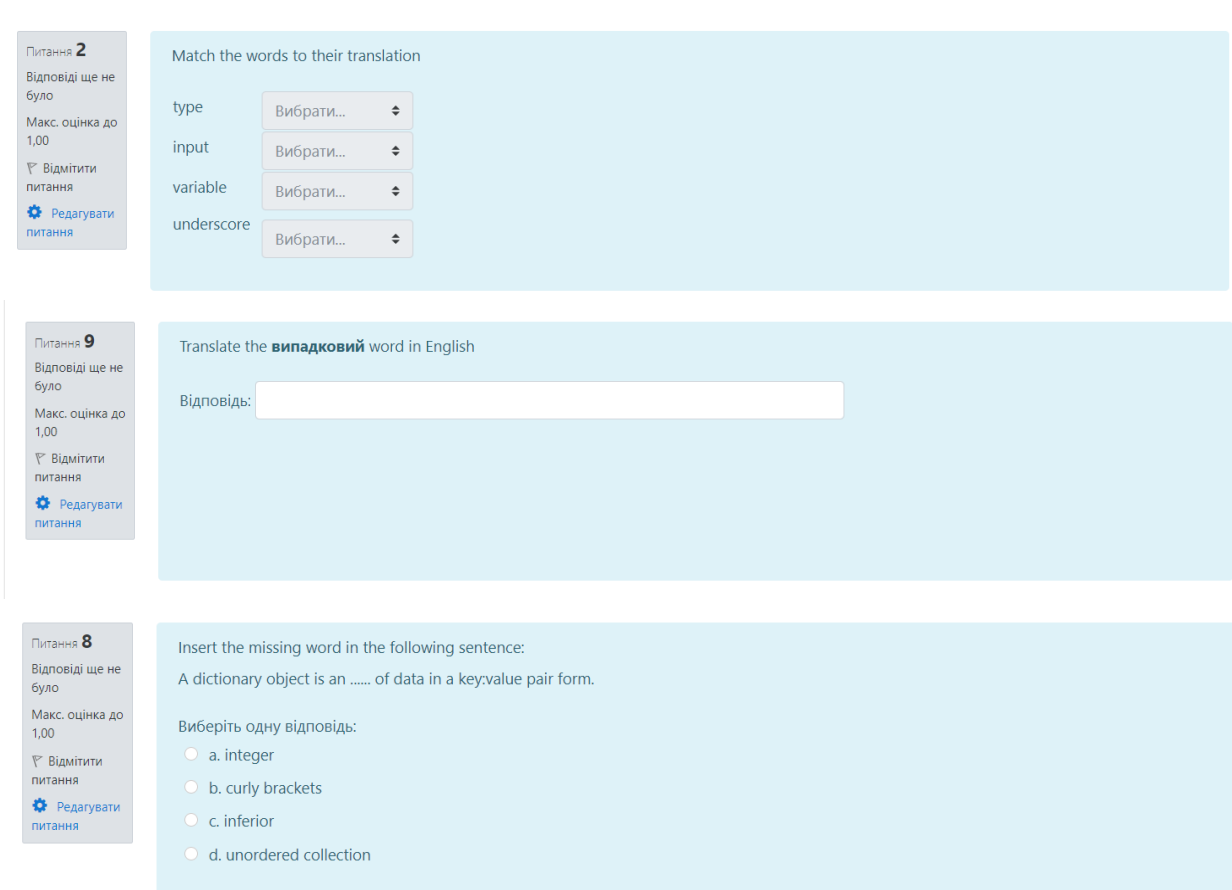 Питання 2
Відповіді ще не
було
Макс. оцінка до
1,00
Відмітити
питання
Редагувати
питання
Match the words to their translation
type Вибрати...
input Вибрати...
variable Вибрати...
underscore Вибрати...
Питання 9
Відповіді ще не
було
Макс. оцінка до
1,00
Відмітити
питання
Редагувати
питання
Translate the випадковий word in English
Відповідь:
Питання 8
Відповіді ще не
було
Макс. оцінка до
1,00
Відмітити
питання
Редагувати
питання
Insert the missing word in the following sentence:
A dictionary object is an ...... of data in a key:value pair form.
Виберіть одну відповідь:
a. integer
b. curly brackets
c. inferior
d. unordered collection